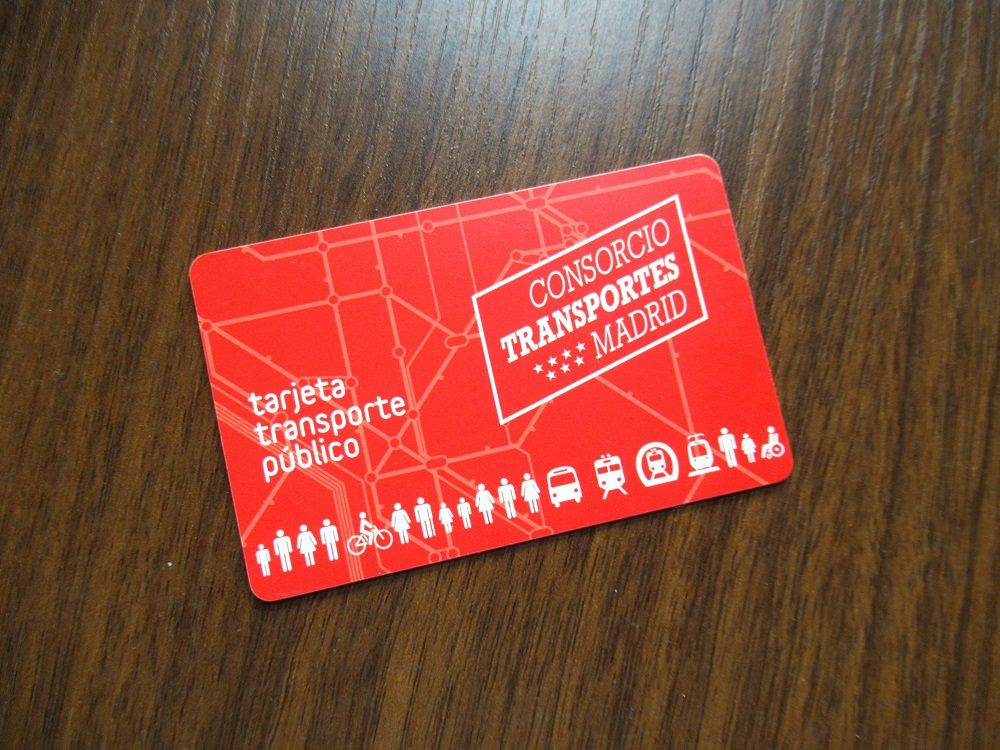 CONSORCIO
TRANSPORTES
MADRID
tarjeta
transporte
público